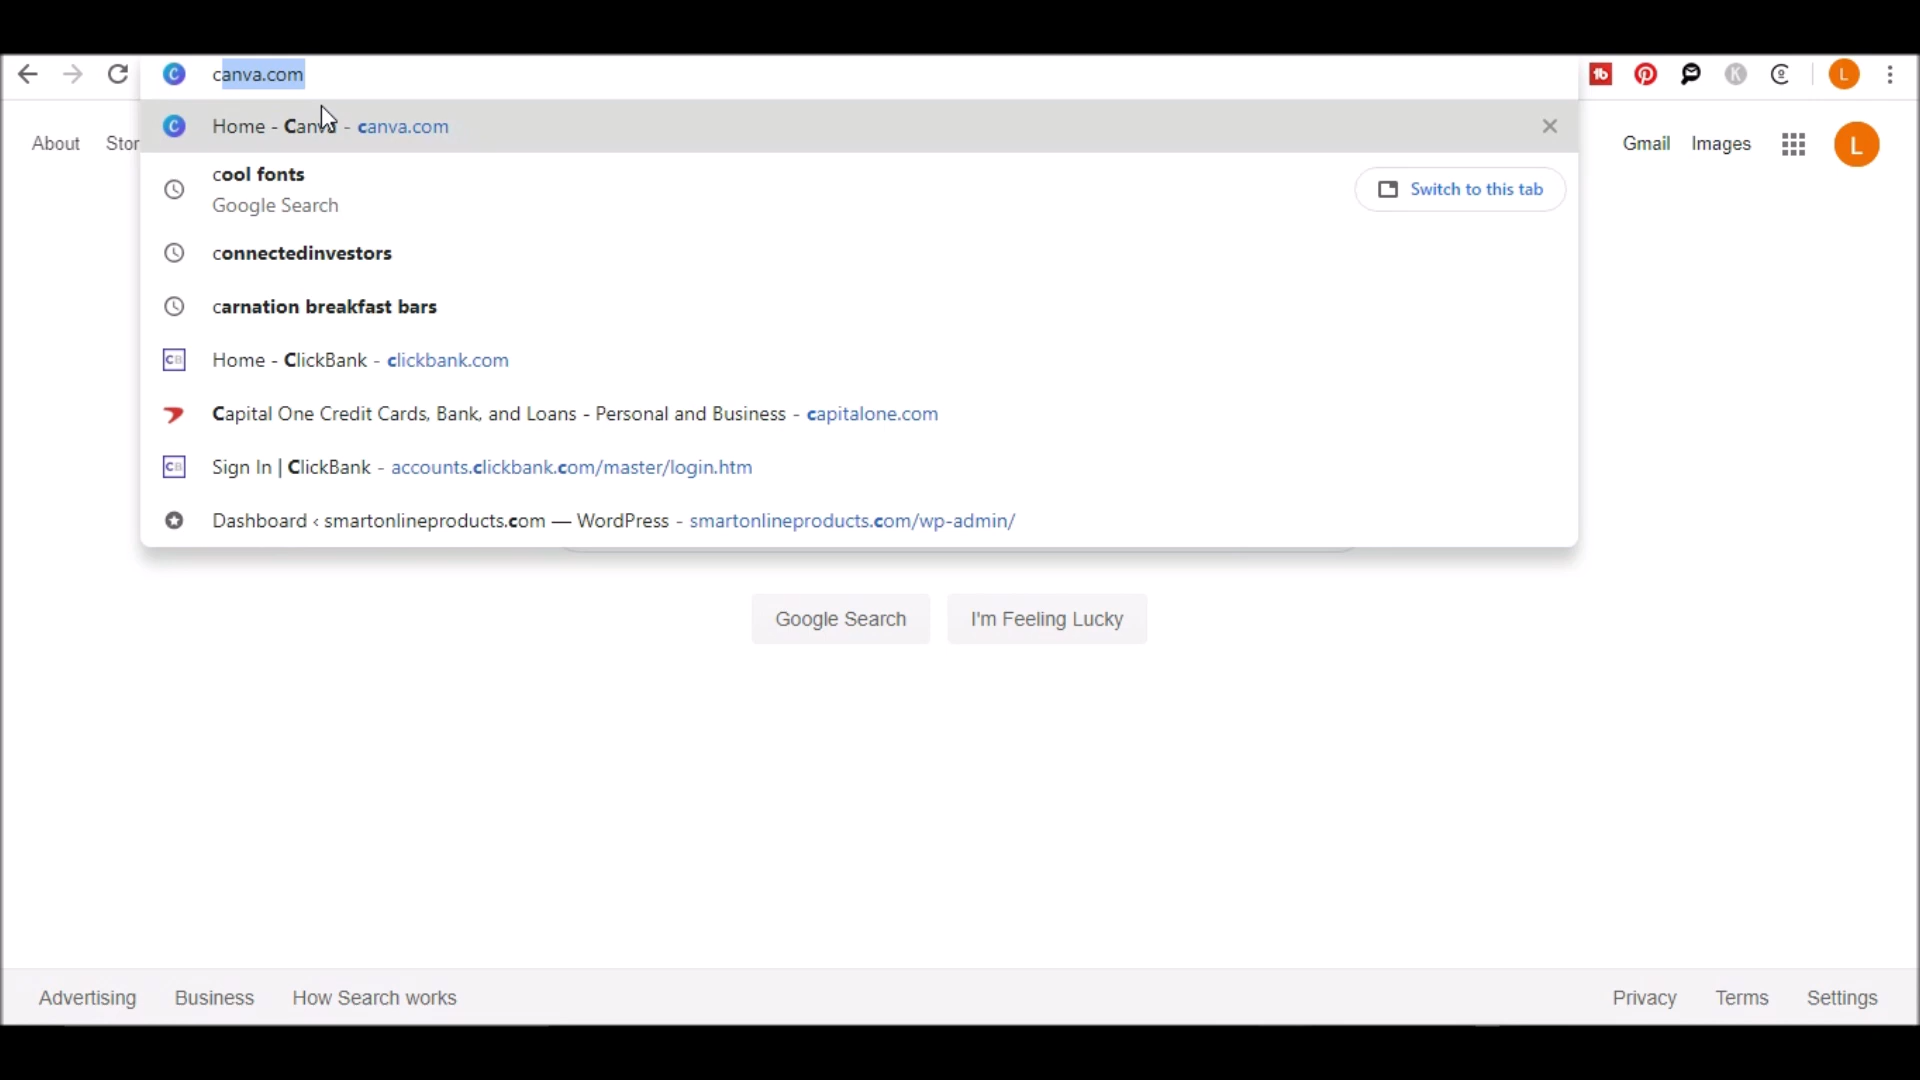 canva.com
Home - Canva - canva.com
cool fonts
Google Search
Switch to this tab
connectedinvestors
carnation breakfast bars
Home - ClickBank - clickbank.com
Capital One Credit Cards, Bank, and Loans - Personal and Business - capitalone.com
Sign In | ClickBank - accounts.clickbank.com/master/login.htm
Dashboard ‹ smartonlineproducts.com — WordPress - smartonlineproducts.com/wp-admin/
About Stor
Gmail Images L
L
Google Search I'm Feeling Lucky
Advertising Business How Search works Privacy Terms Settings